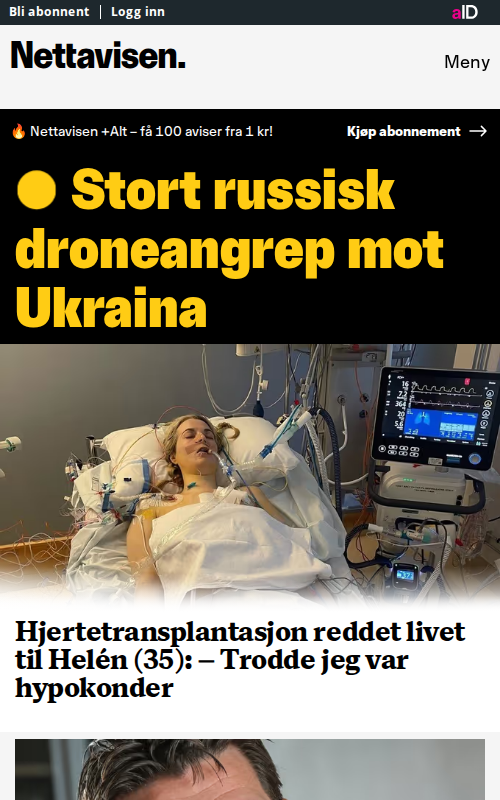 Bli abonnent | Logg inn
aID
Nettavisen.
Meny
🔥 Nettavisen +Alt – få 100 aviser fra 1 kr!
Kjøp abonnement →
Stort russisk
droneangrep mot
Ukraina
Hjertetransplantasjon reddet livet
til Helén (35): – Trodde jeg var
hypokonder